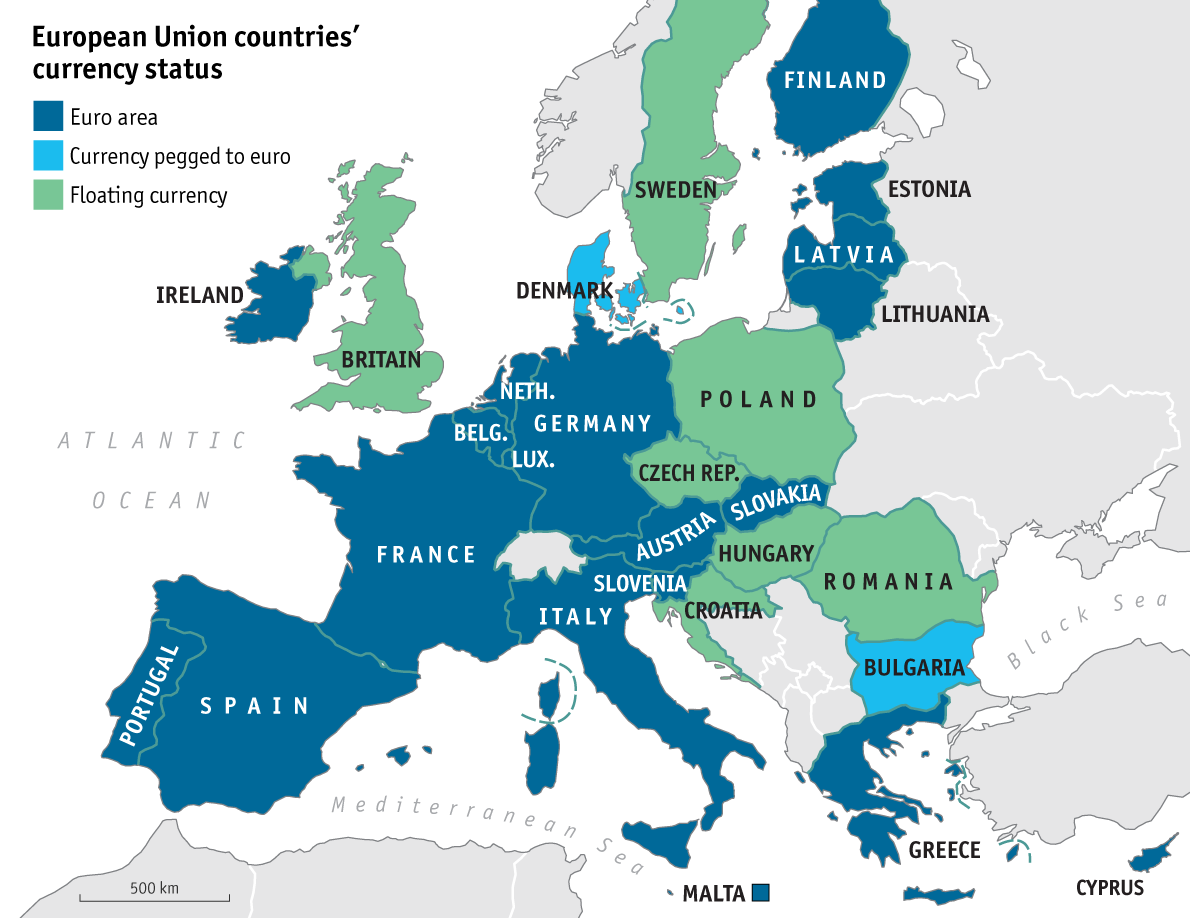 European Union countries’
currency status
Euro area
Currency pegged to euro
Floating currency
FINLAND
SWEDEN
ESTONIA
LATVIA
LITHUANIA
DENMARK
IRELAND
BRITAIN
NETH.
GERMANY
POLAND
BELG.
LUX.
CZECH REP.
SLOVAKIA
ATLANTIC
OCEAN
FRANCE
AUSTRIA
HUNGARY
ROMANIA
SLOVENIA
CROATIA
ITALY
Black Sea
BULGARIA
PORTUGAL
SPAIN
Mediterranean Sea
GREECE
CYPRUS
MALTA
500 km